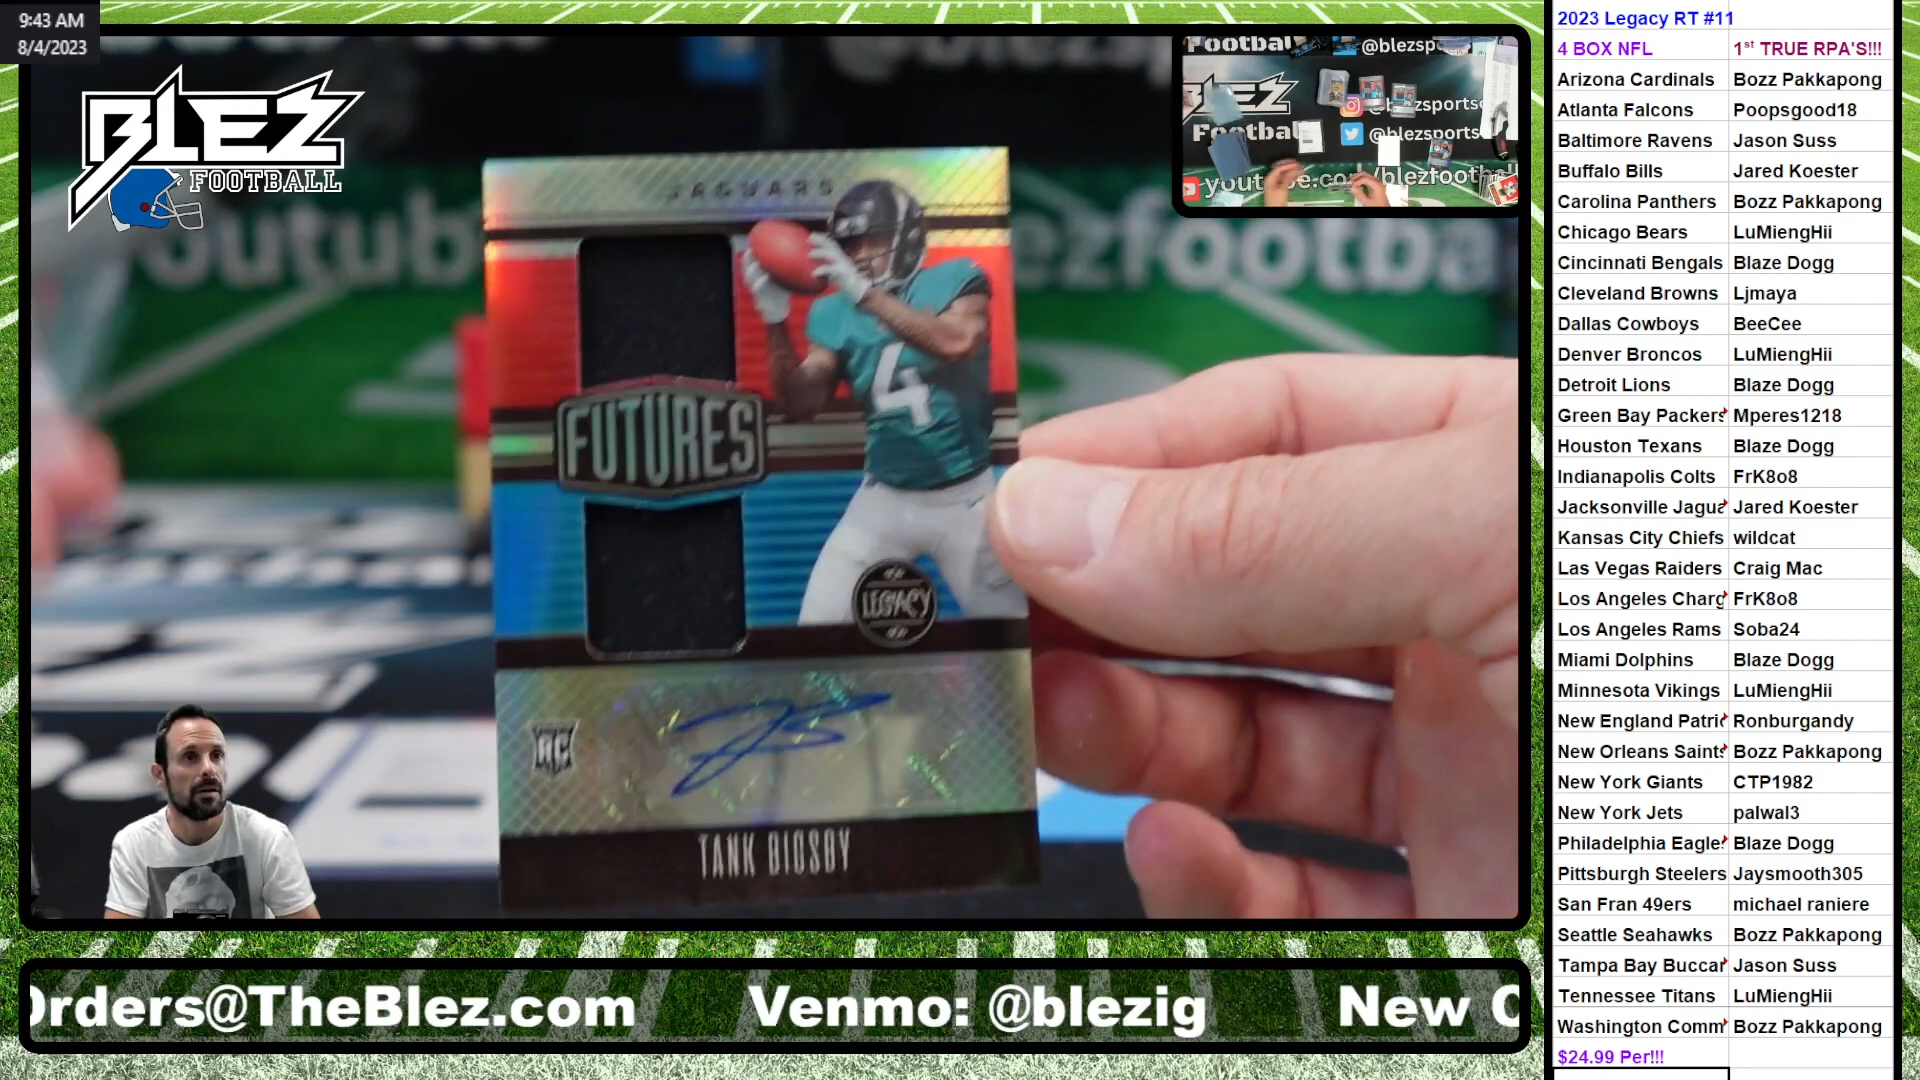 9:43 AM
8/4/2023
BLEZ
FOOTBALL
JAGUARS
4
FUTURES
LEGACY
RC
TANK BIGSBY
Football
@blezsp
BLEZ
@blezsportsc
Football
@blezsports
youtube.com/blezfootba
Orders@TheBlez.com Venmo: @blezig New C
2023 Legacy RT #11
4 BOX NFL 1st TRUE RPA'S!!!
Arizona Cardinals Bozz Pakkapong
Atlanta Falcons Poopsgood18
Baltimore Ravens Jason Suss
Buffalo Bills Jared Koester
Carolina Panthers Bozz Pakkapong
Chicago Bears LuMiengHii
Cincinnati Bengals Blaze Dogg
Cleveland Browns Ljmaya
Dallas Cowboys BeeCee
Denver Broncos LuMiengHii
Detroit Lions Blaze Dogg
Green Bay Packers Mperes1218
Houston Texans Blaze Dogg
Indianapolis Colts FrK8o8
Jacksonville Jagua Jared Koester
Kansas City Chiefs wildcat
Las Vegas Raiders Craig Mac
Los Angeles Charg FrK8o8
Los Angeles Rams Soba24
Miami Dolphins Blaze Dogg
Minnesota Vikings LuMiengHii
New England Patric Ronburgandy
New Orleans Saints Bozz Pakkapong
New York Giants CTP1982
New York Jets palwal3
Philadelphia Eagle Blaze Dogg
Pittsburgh Steelers Jaysmooth305
San Fran 49ers michael raniere
Seattle Seahawks Bozz Pakkapong
Tampa Bay Buccar Jason Suss
Tennessee Titans LuMiengHii
Washington Comm Bozz Pakkapong
$24.99 Per!!!